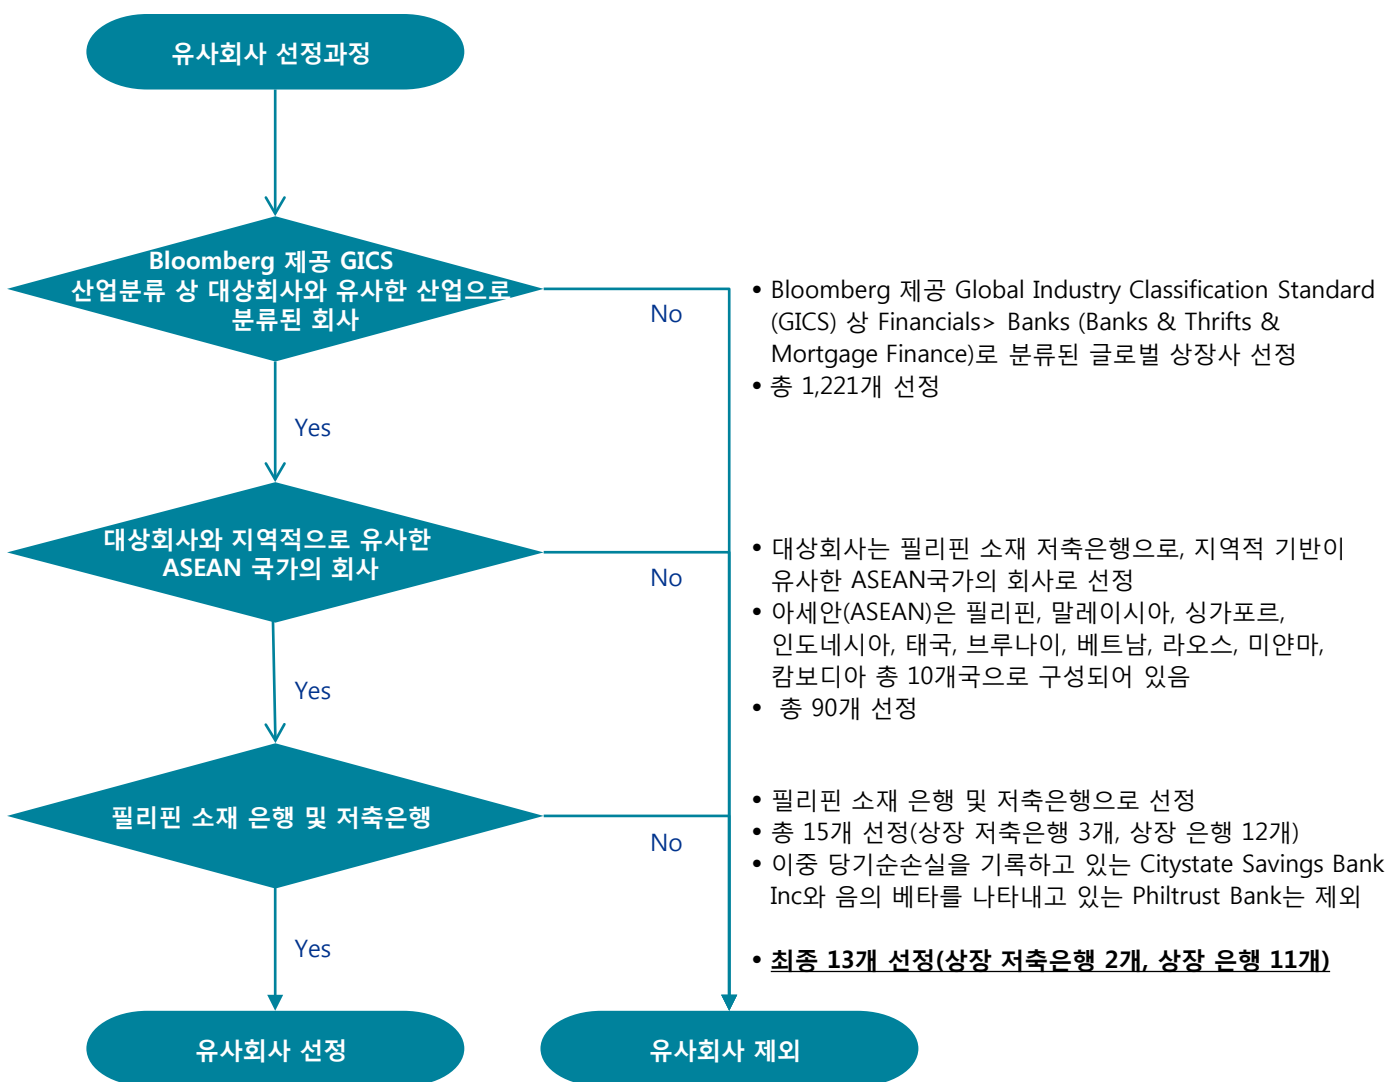 유사회사 선정과정
Bloomberg 제공 GICS
산업분류 상 대상회사와 유사한 산업으로
분류된 회사
No
• Bloomberg 제공 Global Industry Classification Standard
(GICS) 상 Financials> Banks (Banks & Thrifts &
Mortgage Finance)로 분류된 글로벌 상장사 선정
• 총 1,221개 선정
Yes
대상회사와 지역적으로 유사한
ASEAN 국가의 회사
No
• 대상회사는 필리핀 소재 저축은행으로, 지역적 기반이
유사한 ASEAN국가의 회사로 선정
• 아세안(ASEAN)은 필리핀, 말레이시아, 싱가포르,
인도네시아, 태국, 브루나이, 베트남, 라오스, 미얀마,
캄보디아 총 10개국으로 구성되어 있음
• 총 90개 선정
Yes
필리핀 소재 은행 및 저축은행
No
• 필리핀 소재 은행 및 저축은행으로 선정
• 총 15개 선정(상장 저축은행 3개, 상장 은행 12개)
• 이중 당기순손실을 기록하고 있는 Citystate Savings Bank
Inc와 음의 베타를 나타내고 있는 Philtrust Bank는 제외
• 최종 13개 선정(상장 저축은행 2개, 상장 은행 11개)
Yes
유사회사 선정
유사회사 제외